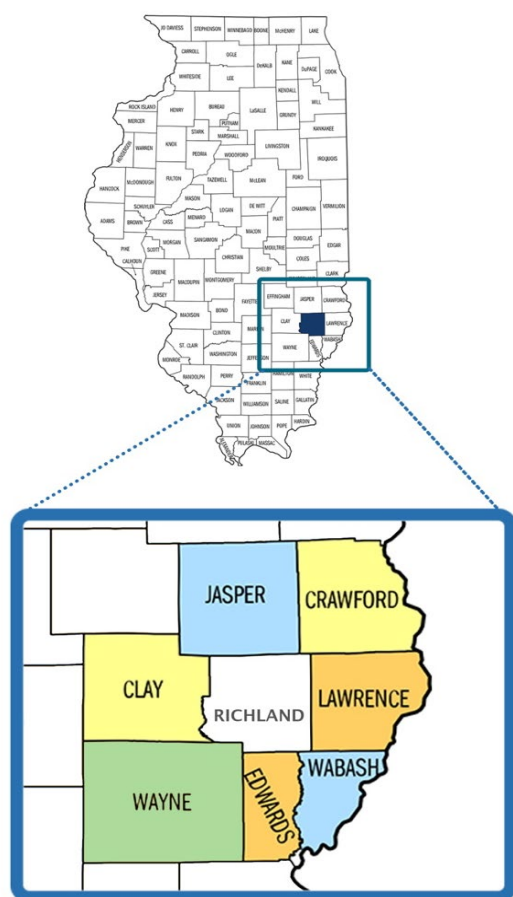 JO DAVIESS STEPHENSON WINNEBAGO BOONE McHENRY LAKE
CARROLL OGLE KANE
DeKALB DuPAGE COOK
WHITESIDE LEE
KENDALL WILL
ROCK ISLAND HENRY BUREAU LaSALLE GRUNDY
MERCER PUTNAM
KANKAKEE
HENDERSON WARREN KNOX STARK MARSHALL
PEORIA WOODFORD LIVINGSTON IROQUOIS
HANCOCK McDONOUGH FULTON TAZEWELL McLEAN FORD
MASON
SCHUYLER LOGAN DE WITT CHAMPAIGN VERMILION
ADAMS BROWN CASS MENARD PIATT
MACON
PIKE SCOTT MORGAN SANGAMON MOULTRIE DOUGLAS EDGAR
CALHOUN CHRISTIAN COLES
GREENE SHELBY CLARK
MACOUPIN MONTGOMERY
JERSEY FAYETTE EFFINGHAM JASPER CRAWFORD
MADISON BOND
CLAY LAWRENCE
CLINTON MARION
ST. CLAIR WAYNE EDWARDS WABASH
MONROE WASHINGTON JEFFERSON
RANDOLPH PERRY HAMILTON WHITE
FRANKLIN
JACKSON WILLIAMSON SALINE GALLATIN
UNION JOHNSON POPE HARDIN
ALEXANDER PULASKI MASSAC
JASPER
CRAWFORD
CLAY
RICHLAND
LAWRENCE
WABASH
WAYNE
EDWARDS